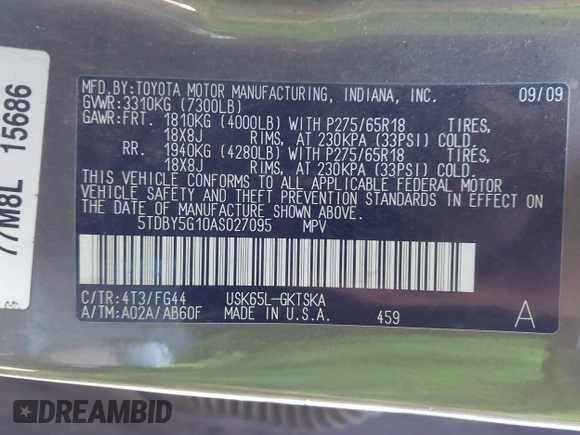 MFD.BY:TOYOTA MOTOR MANUFACTURING, INDIANA, INC. 09/09
GVWR:3310KG (7300LB)
GAWR:FRT. 1810KG (4000LB) WITH P275/65R18 TIRES,
18X8J RIMS, AT 230KPA (33PSI) COLD.
RR. 1940KG (4280LB) WITH P275/65R18 TIRES,
18X8J RIMS, AT 230KPA (33PSI) COLD.
THIS VEHICLE CONFORMS TO ALL APPLICABLE FEDERAL MOTOR
VEHICLE SAFETY AND THEFT PREVENTION STANDARDS IN EFFECT ON
THE DATE OF MANUFACTURE SHOWN ABOVE.
5TDBY5G10AS027095 MPV
C/TR:4T3/FG44 USK65L-GKTSKA
A/TM:A02A/AB60F MADE IN U.S.A. 459 A
77M8L 15686
DREAMBID